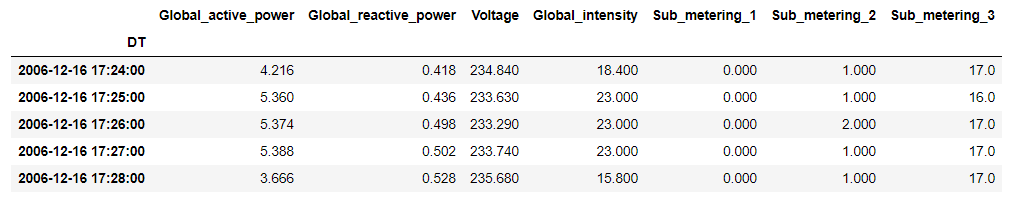 Global_active_power Global_reactive_power Voltage Global_intensity Sub_metering_1 Sub_metering_2 Sub_metering_3
DT
2006-12-16 17:24:00 4.216 0.418 234.840 18.400 0.000 1.000 17.0
2006-12-16 17:25:00 5.360 0.436 233.630 23.000 0.000 1.000 16.0
2006-12-16 17:26:00 5.374 0.498 233.290 23.000 0.000 2.000 17.0
2006-12-16 17:27:00 5.388 0.502 233.740 23.000 0.000 1.000 17.0
2006-12-16 17:28:00 3.666 0.528 235.680 15.800 0.000 1.000 17.0